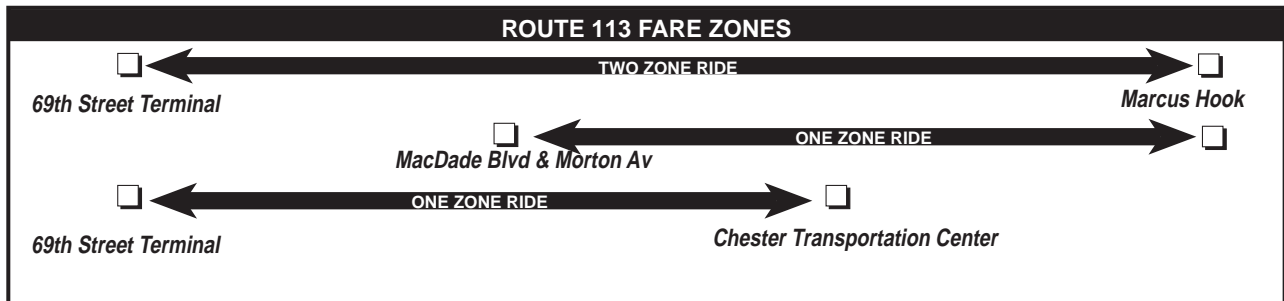 ROUTE 113 FARE ZONES
TWO ZONE RIDE
69th Street Terminal
Marcus Hook
ONE ZONE RIDE
MacDade Blvd & Morton Av
ONE ZONE RIDE
69th Street Terminal
Chester Transportation Center